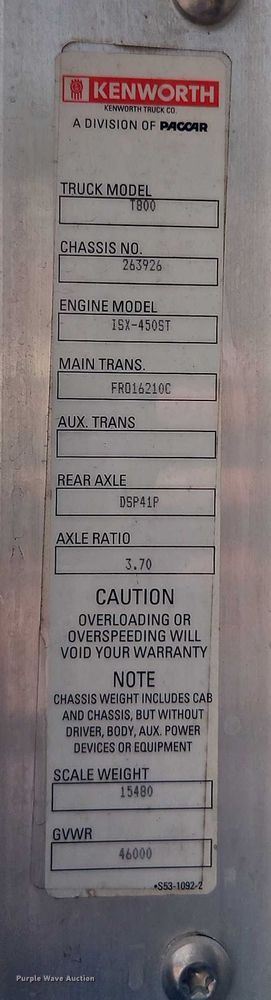 KENWORTH
KENWORTH TRUCK CO.
A DIVISION OF PACCAR
TRUCK MODEL
T800
CHASSIS NO.
263926
ENGINE MODEL
ISX-450ST
MAIN TRANS.
FRO16210C
AUX. TRANS
REAR AXLE
DSP41P
AXLE RATIO
3.70
CAUTION
OVERLOADING OR
OVERSPEEDING WILL
VOID YOUR WARRANTY
NOTE
CHASSIS WEIGHT INCLUDES CAB
AND CHASSIS, BUT WITHOUT
DRIVER, BODY, AUX. POWER
DEVICES OR EQUIPMENT
SCALE WEIGHT
15480
GVWR
46000
•S53-1092-2
Purple Wave Auction